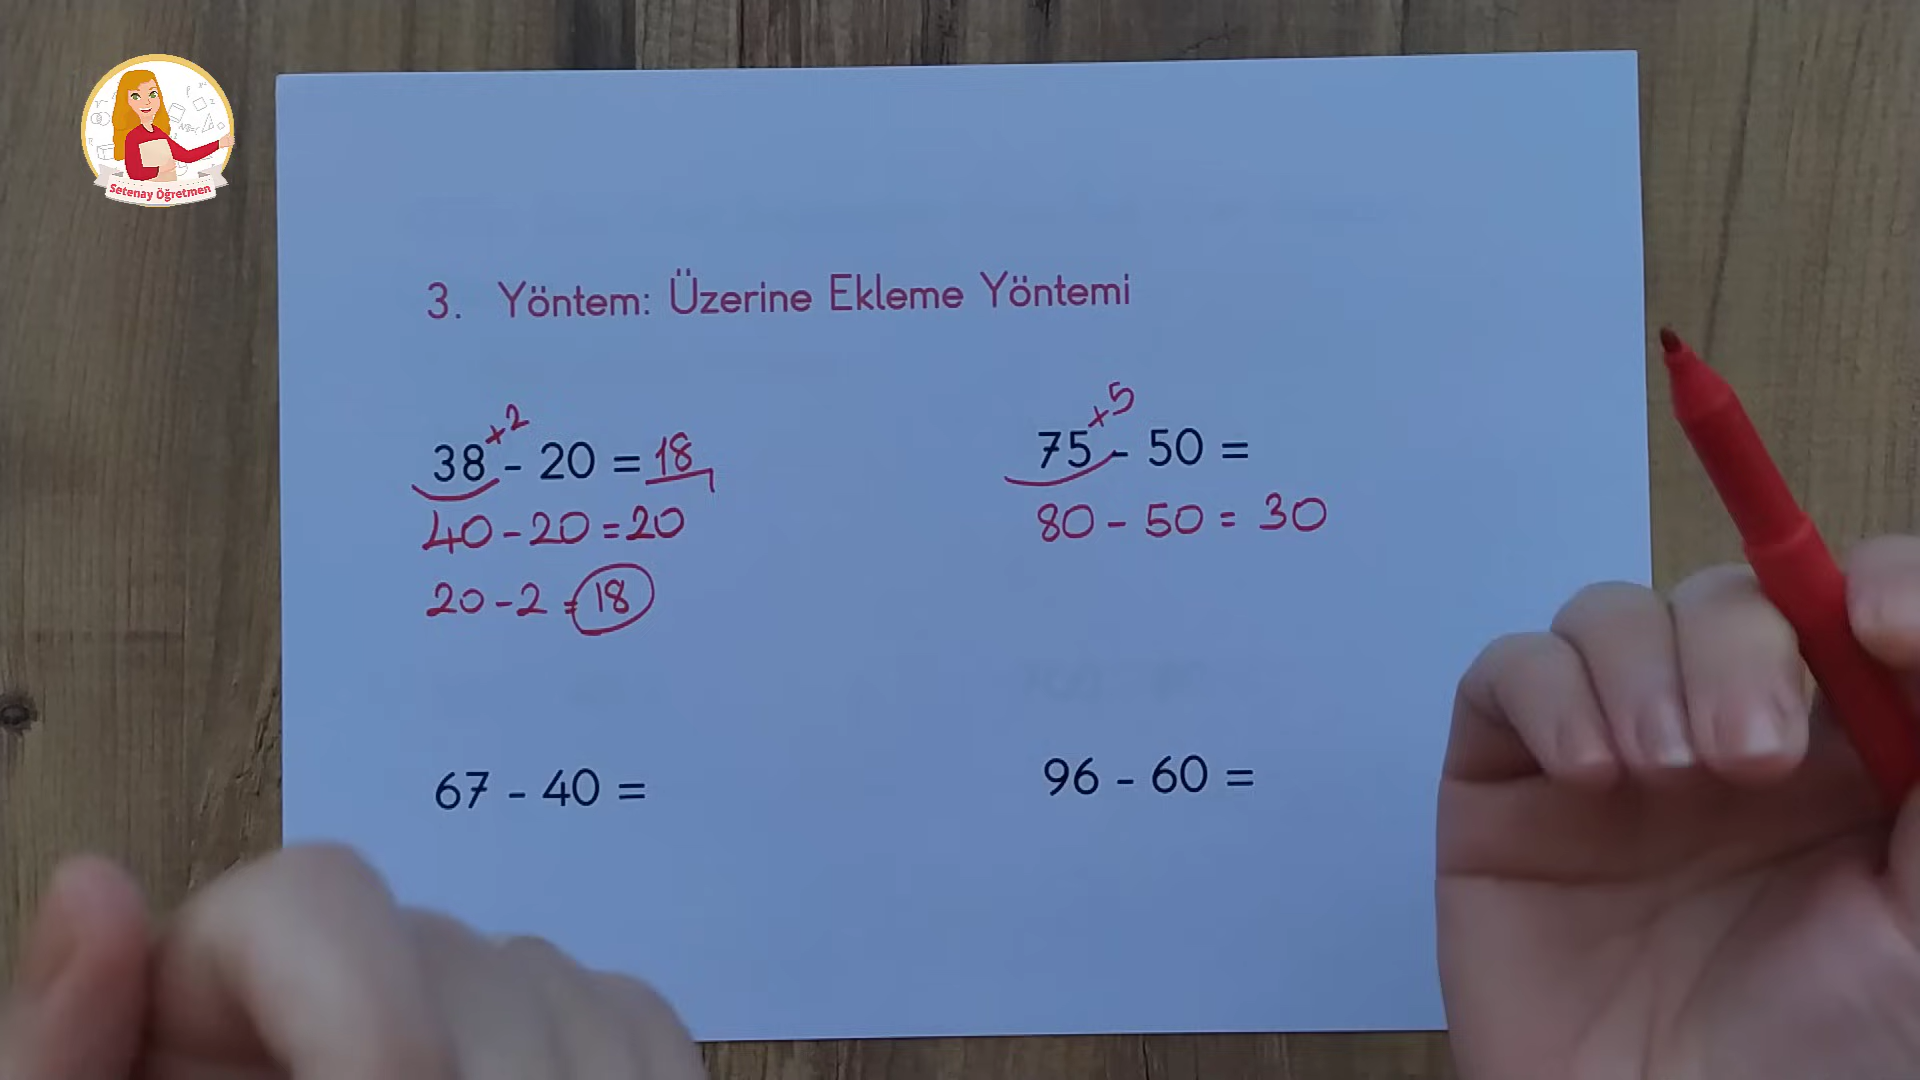 Setenay Öğretmen
3. Yöntem: Üzerine Ekleme Yöntemi
+2
38 - 20 = 18
40 - 20 = 20
20 - 2 = 18
+5
75 - 50 =
80 - 50 = 30
67 - 40 =
96 - 60 =